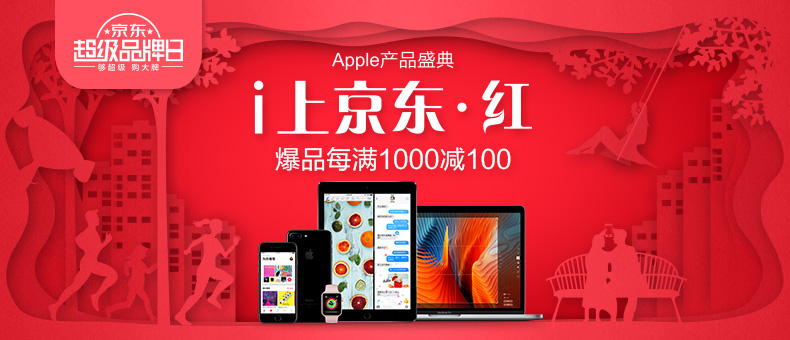 京东
超级品牌日
够超级 购大牌
Apple产品盛典
i上京东·红
爆品每满1000减100